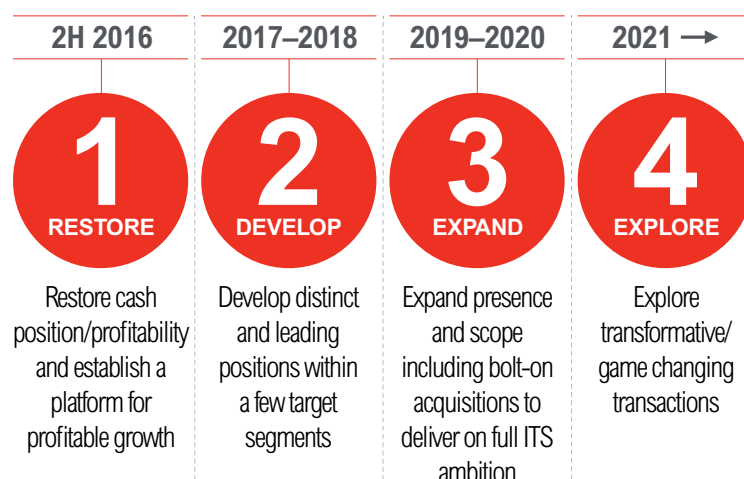 2H 2016
1
RESTORE
Restore cash
position/profitability
and establish a
platform for
profitable growth
2017–2018
2
DEVELOP
Develop distinct
and leading
positions within
a few target
segments
2019–2020
3
EXPAND
Expand presence
and scope
including bolt-on
acquisitions to
deliver on full ITS
ambition
2021 →
4
EXPLORE
Explore
transformative/
game changing
transactions